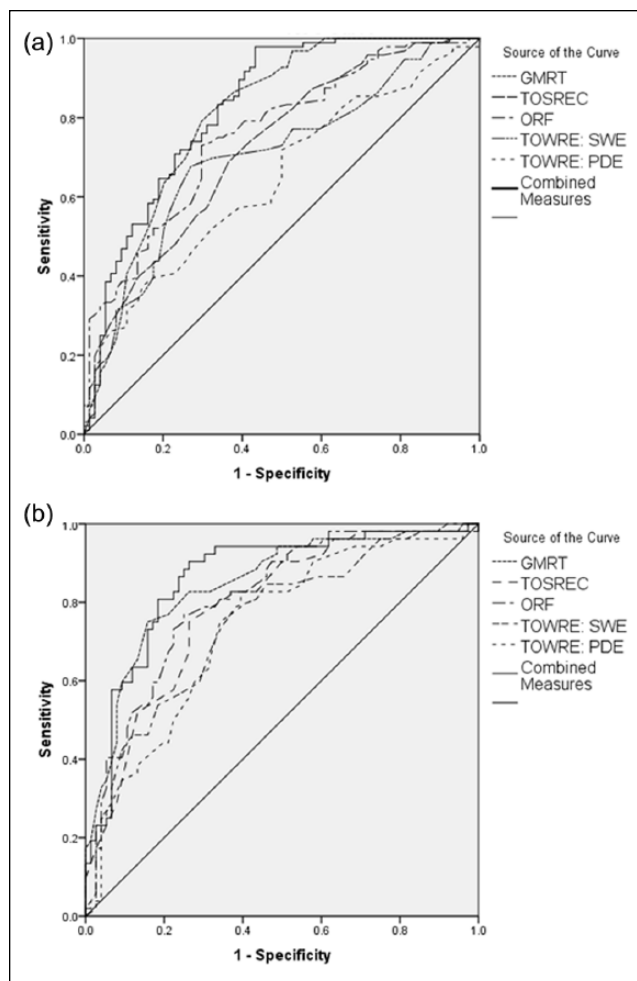 (a)
1.0
0.8
0.6
0.4
0.2
0.0
Sensitivity
0.0 0.2 0.4 0.6 0.8 1.0
1 - Specificity
Source of the Curve
GMRT
TOSREC
ORF
TOWRE: SWE
TOWRE: PDE
Combined
Measures
(b)
1.0
0.8
0.6
0.4
0.2
0.0
Sensitivity
0.0 0.2 0.4 0.6 0.8 1.0
1 - Specificity
Source of the Curve
GMRT
TOSREC
ORF
TOWRE: SWE
TOWRE: PDE
Combined
Measures